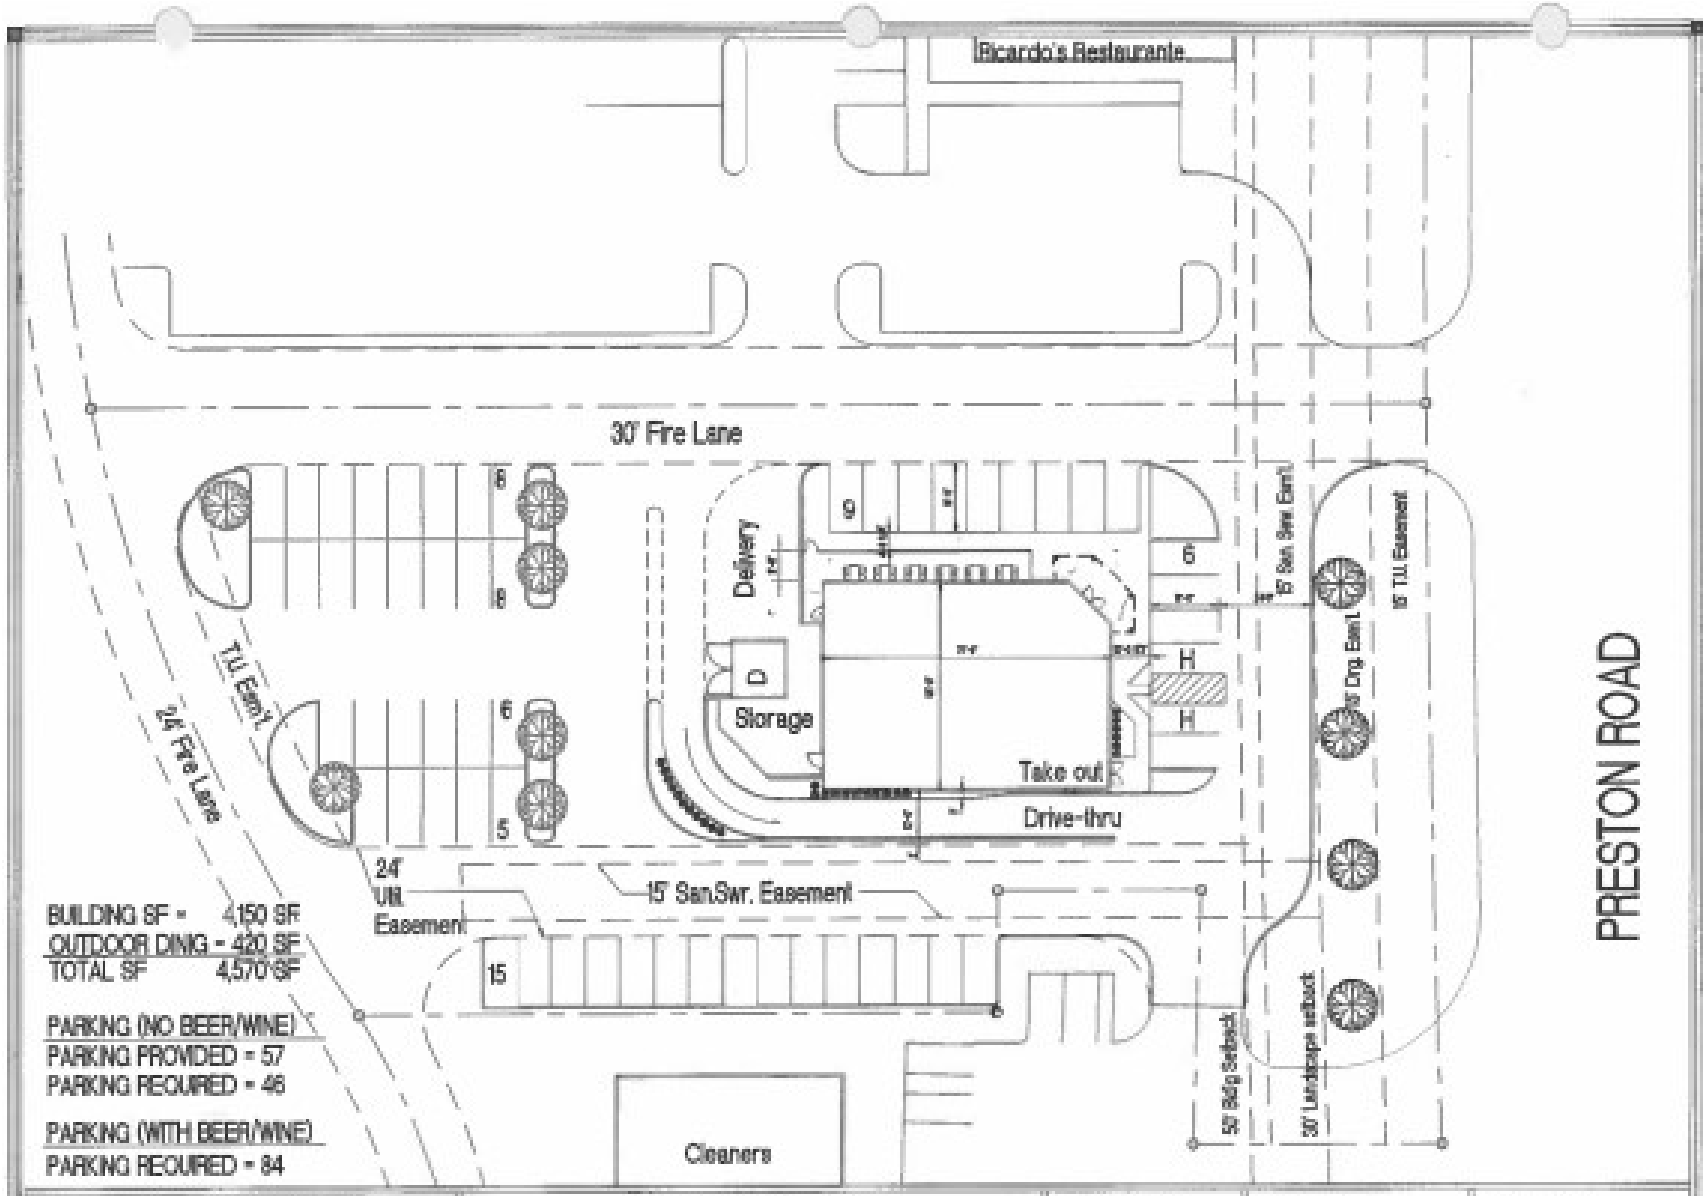 Ricardo's Restaurante
30' Fire Lane
8
9
Delivery
6
15' San. Swr. Esm't.
15' T.U. Easement
8
T.U. Esm't.
D
H
Drg. Esm't.
PRESTON ROAD
6
Storage
H
24' Fire Lane
Take out
5
Drive-thru
24'
Util.
Easement
15' San.Swr. Easement
BUILDING SF = 4,150 SF
OUTDOOR DINIG = 420 SF
TOTAL SF 4,570 SF
15
PARKING (NO BEER/WINE)
PARKING PROVIDED = 57
PARKING REQUIRED = 46
50' Bldg Setback
30' Landscape setback
PARKING (WITH BEER/WINE)
PARKING REQUIRED = 84
Cleaners